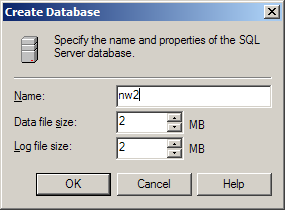 Create Database
Specify the name and properties of the SQL
Server database.
Name: nw2
Data file size: 2 MB
Log file size: 2 MB
OK Cancel Help